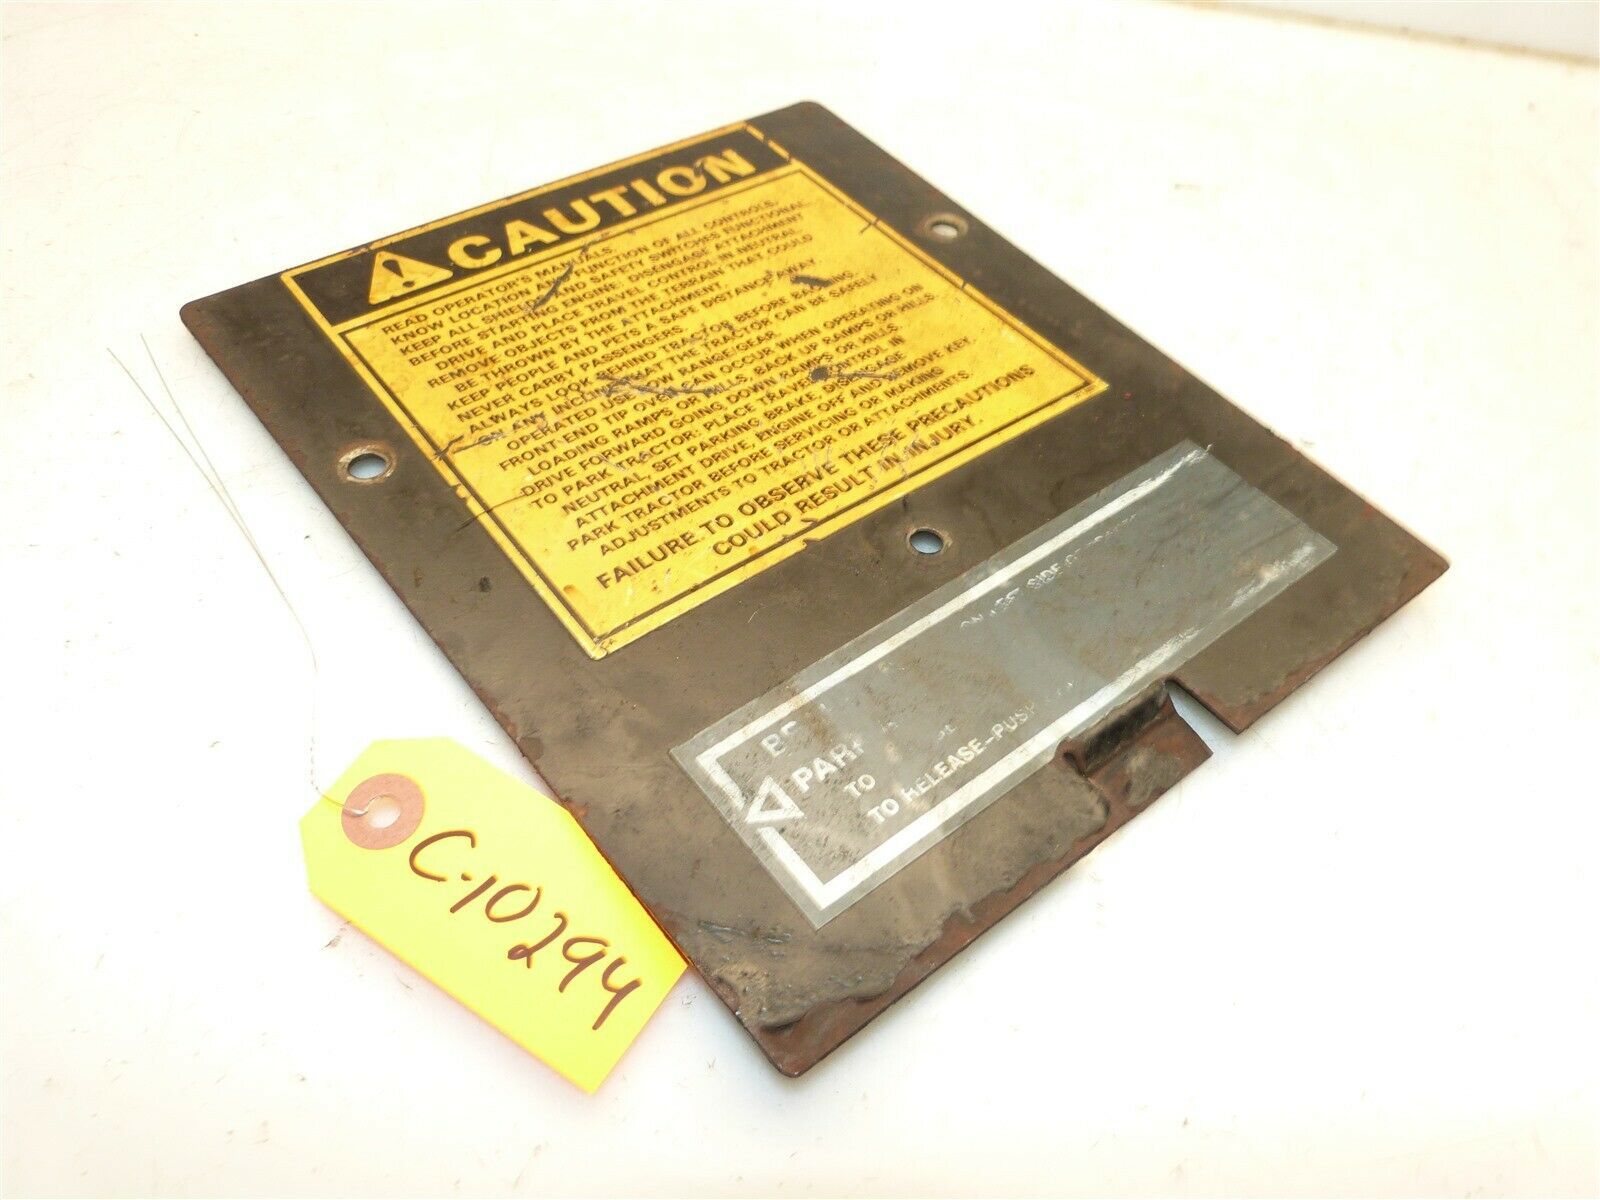 CAUTION
READ OPERATOR'S MANUALS.
KNOW LOCATION AND FUNCTION OF ALL CONTROLS.
KEEP ALL SHIELDS AND SAFETY SWITCHES FUNCTIONAL.
BEFORE STARTING ENGINE, DISENGAGE ATTACHMENT
DRIVE AND PLACE TRAVEL CONTROL IN NEUTRAL.
REMOVE OBJECTS FROM THE TERRAIN THAT COULD
BE THROWN BY THE ATTACHMENT.
KEEP PEOPLE AND PETS A SAFE DISTANCE AWAY
NEVER CARRY PASSENGERS.
ALWAYS LOOK BEHIND TRACTOR BEFORE BACKING.
ON ANY INCLINE THAT THE TRACTOR CAN BE SAFELY
OPERATED USE LOW RANGE GEAR.
FRONT-END TIP OVER CAN OCCUR WHEN OPERATING ON
LOADING RAMPS OR HILLS, BACK UP RAMPS OR HILLS.
DRIVE FORWARD GOING DOWN RAMPS OR HILLS.
TO PARK TRACTOR: PLACE TRAVEL CONTROL IN
NEUTRAL, SET PARKING BRAKE, DISENGAGE
ATTACHMENT DRIVE, ENGINE OFF AND REMOVE KEY.
PARK TRACTOR BEFORE SERVICING OR MAKING
ADJUSTMENTS TO TRACTOR OR ATTACHMENTS.
FAILURE TO OBSERVE THESE PRECAUTIONS
COULD RESULT IN INJURY.
SIDE
TO
TO RELEASE-PUSH
C-10294